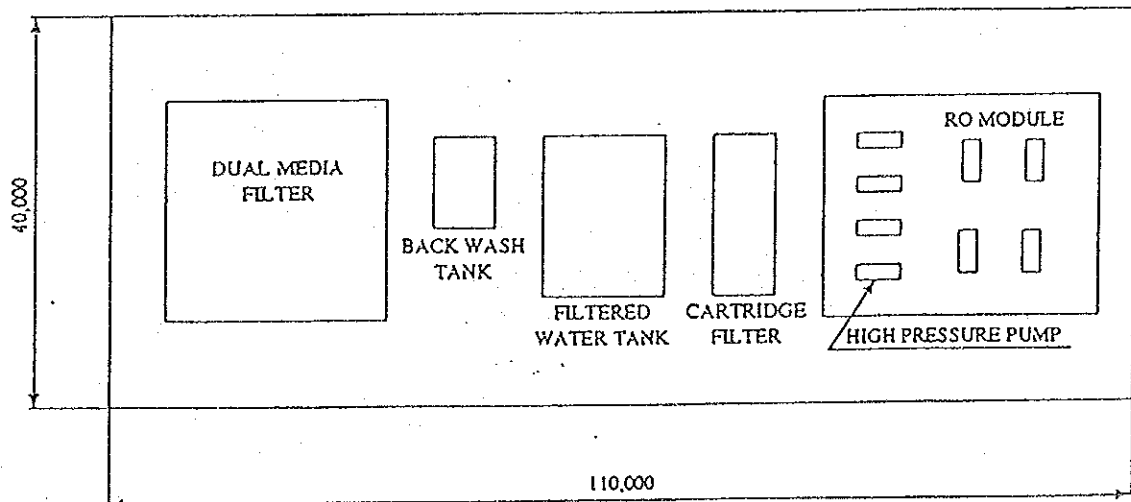 40,000
DUAL MEDIA
FILTER
BACK WASH
TANK
FILTERED
WATER TANK
CARTRIDGE
FILTER
RO MODULE
HIGH PRESSURE PUMP
110,000